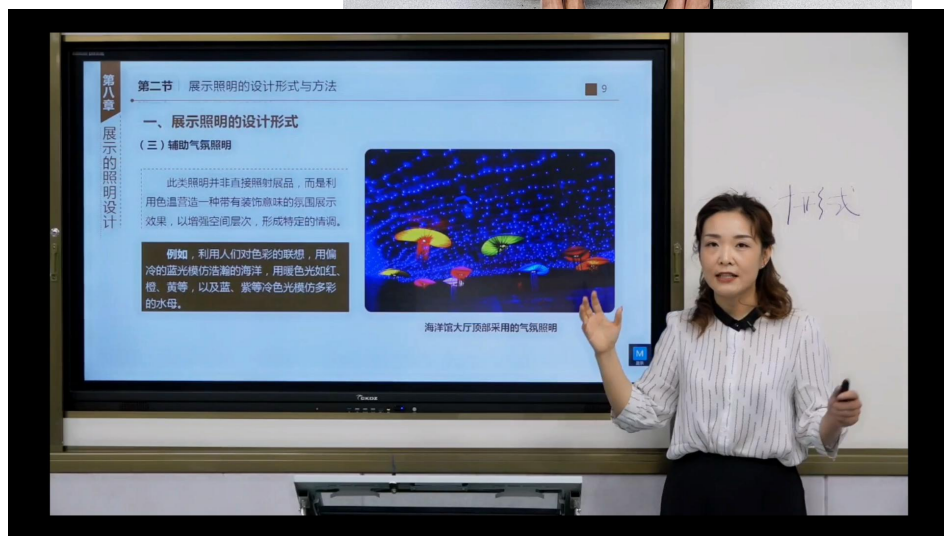 第八章 展示的照明设计
第二节 展示照明的设计形式与方法
9
一、展示照明的设计形式
（三）辅助气氛照明
此类照明并非直接照射展品，而是利
用色温营造一种带有装饰意味的氛围展示
效果，以增强空间层次，形成特定的情调。
例如，利用人们对色彩的联想，用偏
冷的蓝光模仿浩瀚的海洋，用暖色光如红、
橙、黄等，以及蓝、紫等冷色光模仿多彩
的水母。
海洋馆大厅顶部采用的气氛照明
M
计形式